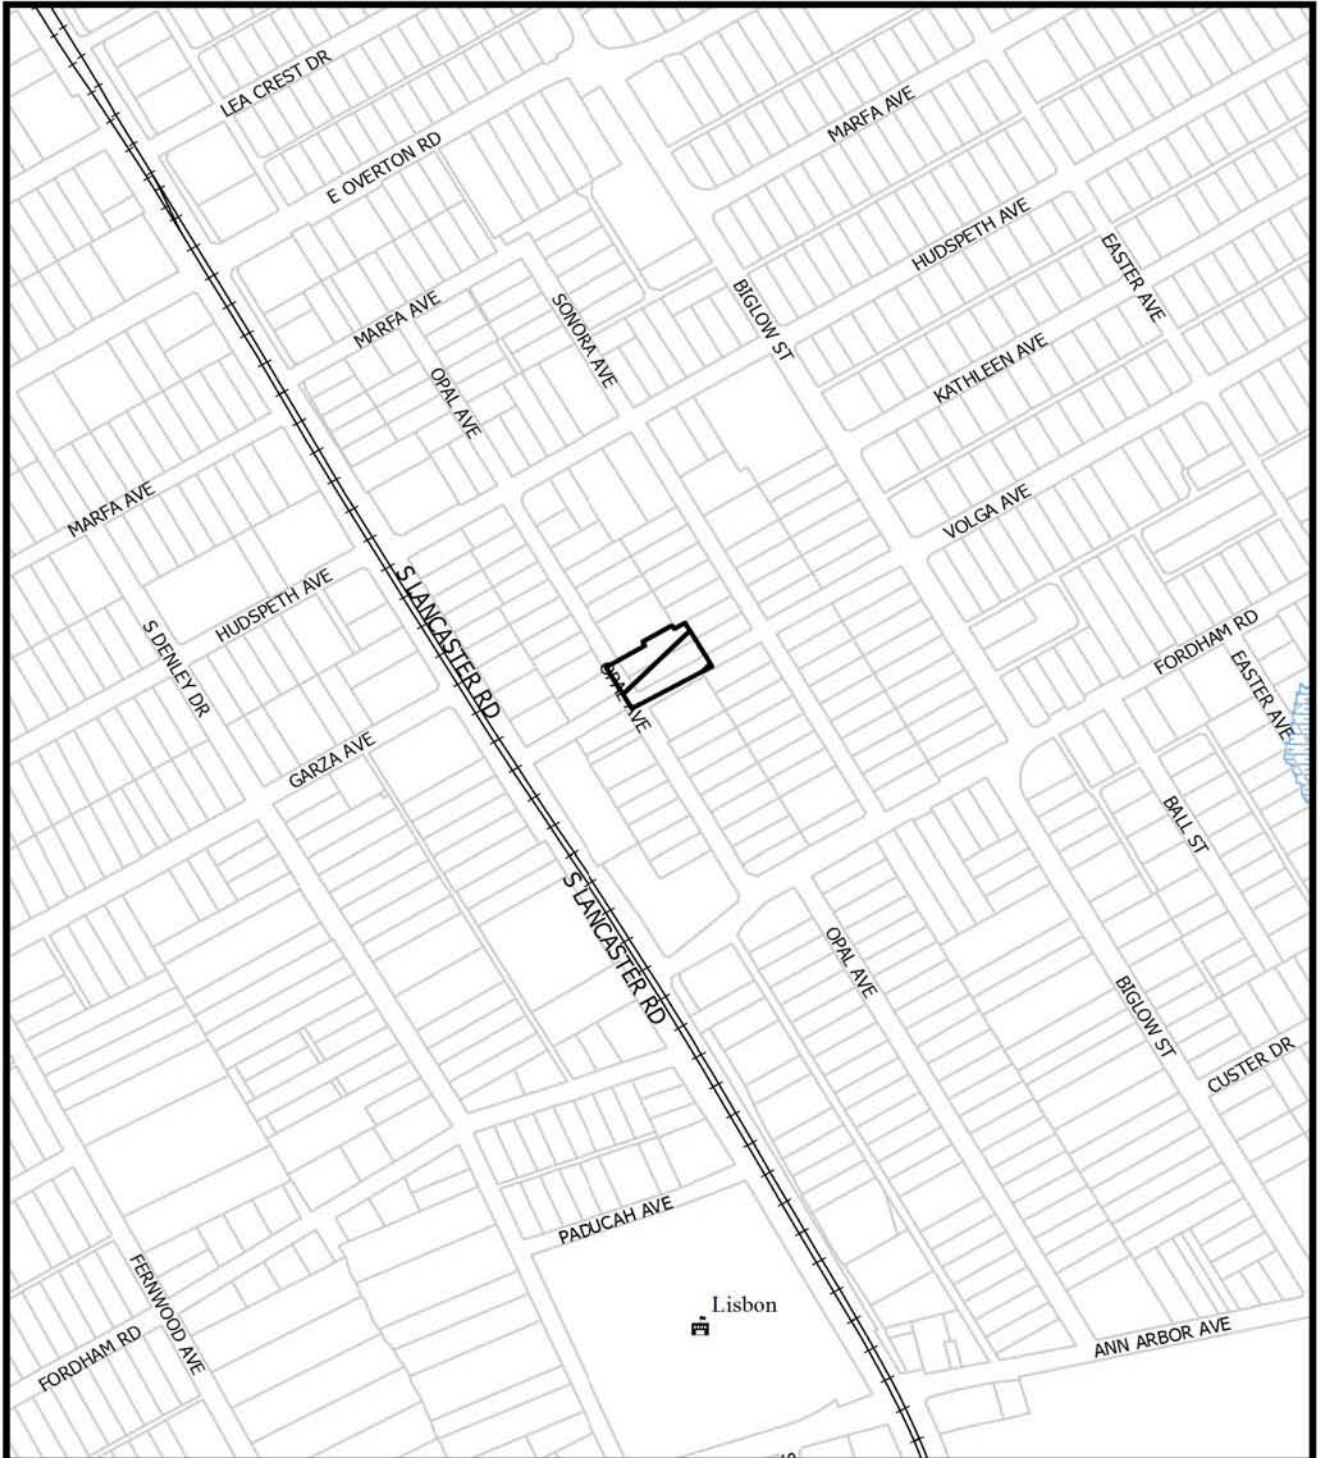 LEA CREST DR
MARFA AVE
E OVERTON RD
HUDSPETH AVE
EASTER AVE
BIGLOW ST
SONORA AVE
MARFA AVE
KATHLEEN AVE
OPAL AVE
MARFA AVE
VOLGA AVE
HUDSPETH AVE
S LANCASTER RD
S DENLEY DR
FORDHAM RD
EASTER AVE
OPAL AVE
GARZA AVE
BALL ST
S LANCASTER RD
OPAL AVE
BIGLOW ST
CUSTER DR
PADUCAH AVE
FERNWOOD AVE
Lisbon
ANN ARBOR AVE
FORDHAM RD